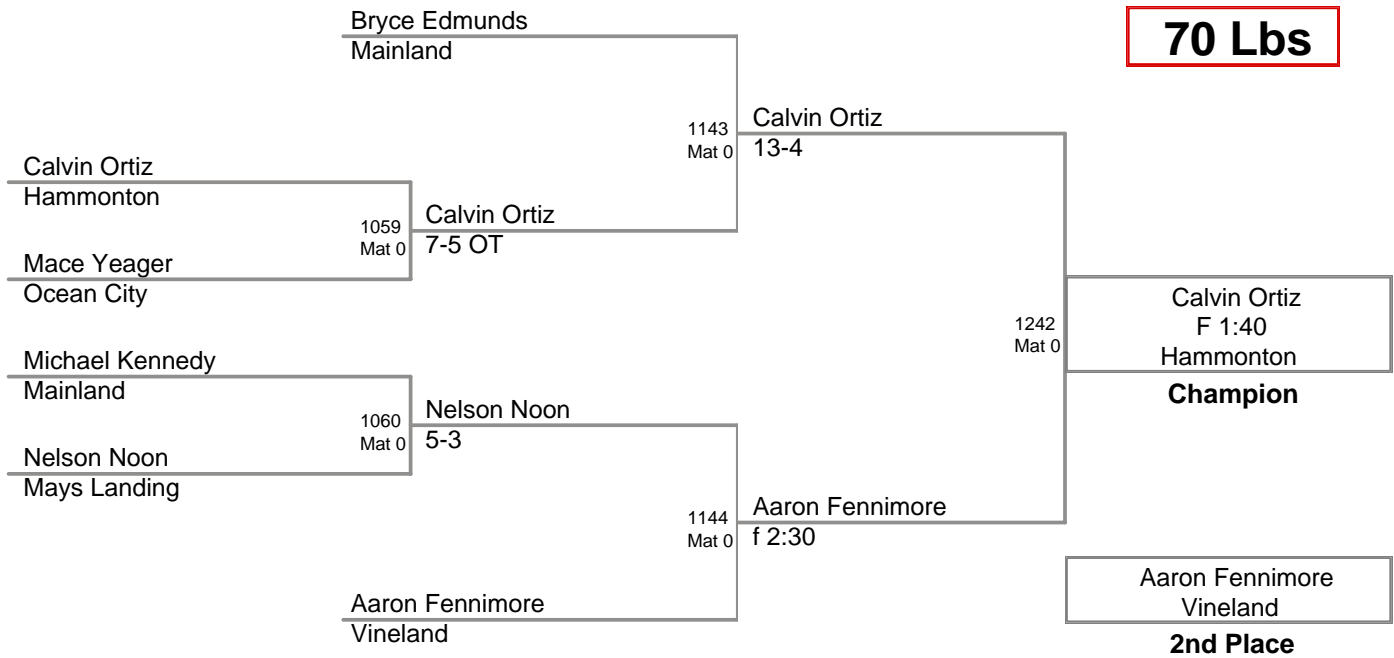 Bryce Edmunds
Mainland
70 Lbs
1143
Mat 0
Calvin Ortiz
13-4
Calvin Ortiz
Hammonton
1059
Mat 0
Calvin Ortiz
7-5 OT
Mace Yeager
Ocean City
1242
Mat 0
Calvin Ortiz
F 1:40
Hammonton
Champion
Michael Kennedy
Mainland
1060
Mat 0
Nelson Noon
5-3
Nelson Noon
Mays Landing
1144
Mat 0
Aaron Fennimore
f 2:30
Aaron Fennimore
Vineland
Aaron Fennimore
Vineland
2nd Place